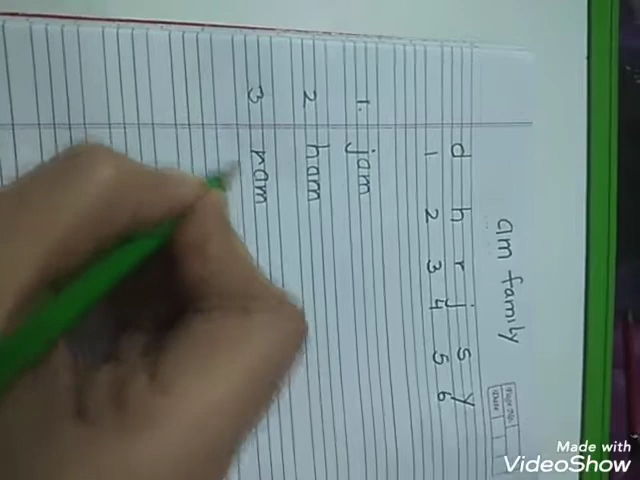 am family
d h r j s y
1 2 3 4 5 6
1. jam
2 ham
3 ram
Made with
VideoShow